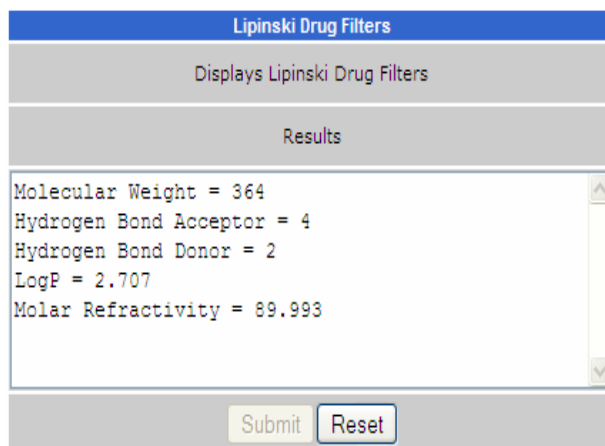 Lipinski Drug Filters
Displays Lipinski Drug Filters
Results
Molecular Weight = 364
Hydrogen Bond Acceptor = 4
Hydrogen Bond Donor = 2
LogP = 2.707
Molar Refractivity = 89.993
Submit Reset